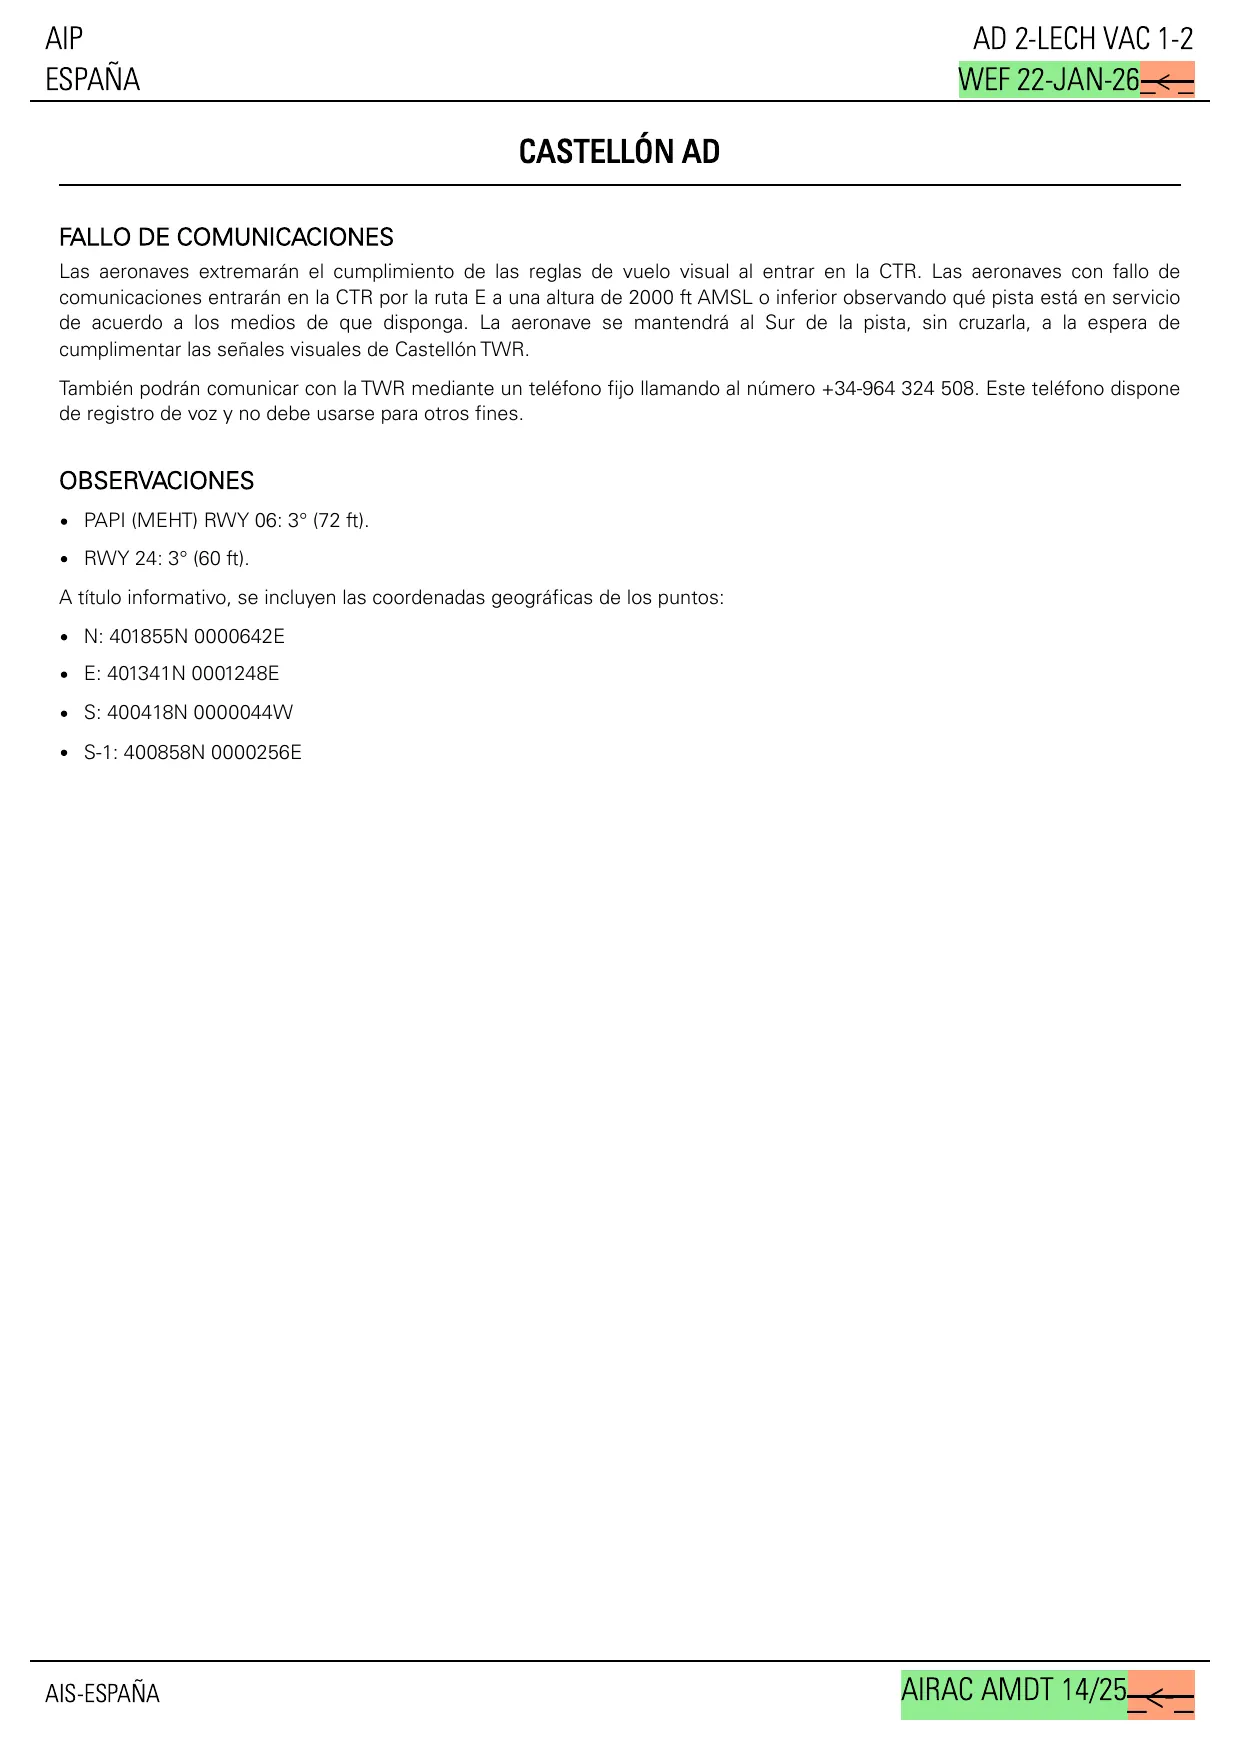 AIP
ESPAÑA
AD 2-LECH VAC 1-2
WEF 22-JAN-26_<_
CASTELLÓN AD
FALLO DE COMUNICACIONES
Las aeronaves extremarán el cumplimiento de las reglas de vuelo visual al entrar en la CTR. Las aeronaves con fallo de
comunicaciones entrarán en la CTR por la ruta E a una altura de 2000 ft AMSL o inferior observando qué pista está en servicio
de acuerdo a los medios de que disponga. La aeronave se mantendrá al Sur de la pista, sin cruzarla, a la espera de
cumplimentar las señales visuales de Castellón TWR.
También podrán comunicar con la TWR mediante un teléfono fijo llamando al número +34-964 324 508. Este teléfono dispone
de registro de voz y no debe usarse para otros fines.
OBSERVACIONES
• PAPI (MEHT) RWY 06: 3° (72 ft).
• RWY 24: 3° (60 ft).
A título informativo, se incluyen las coordenadas geográficas de los puntos:
• N: 401855N 0000642E
• E: 401341N 0001248E
• S: 400418N 0000044W
• S-1: 400858N 0000256E
AIS-ESPAÑA
AIRAC AMDT 14/25_<_